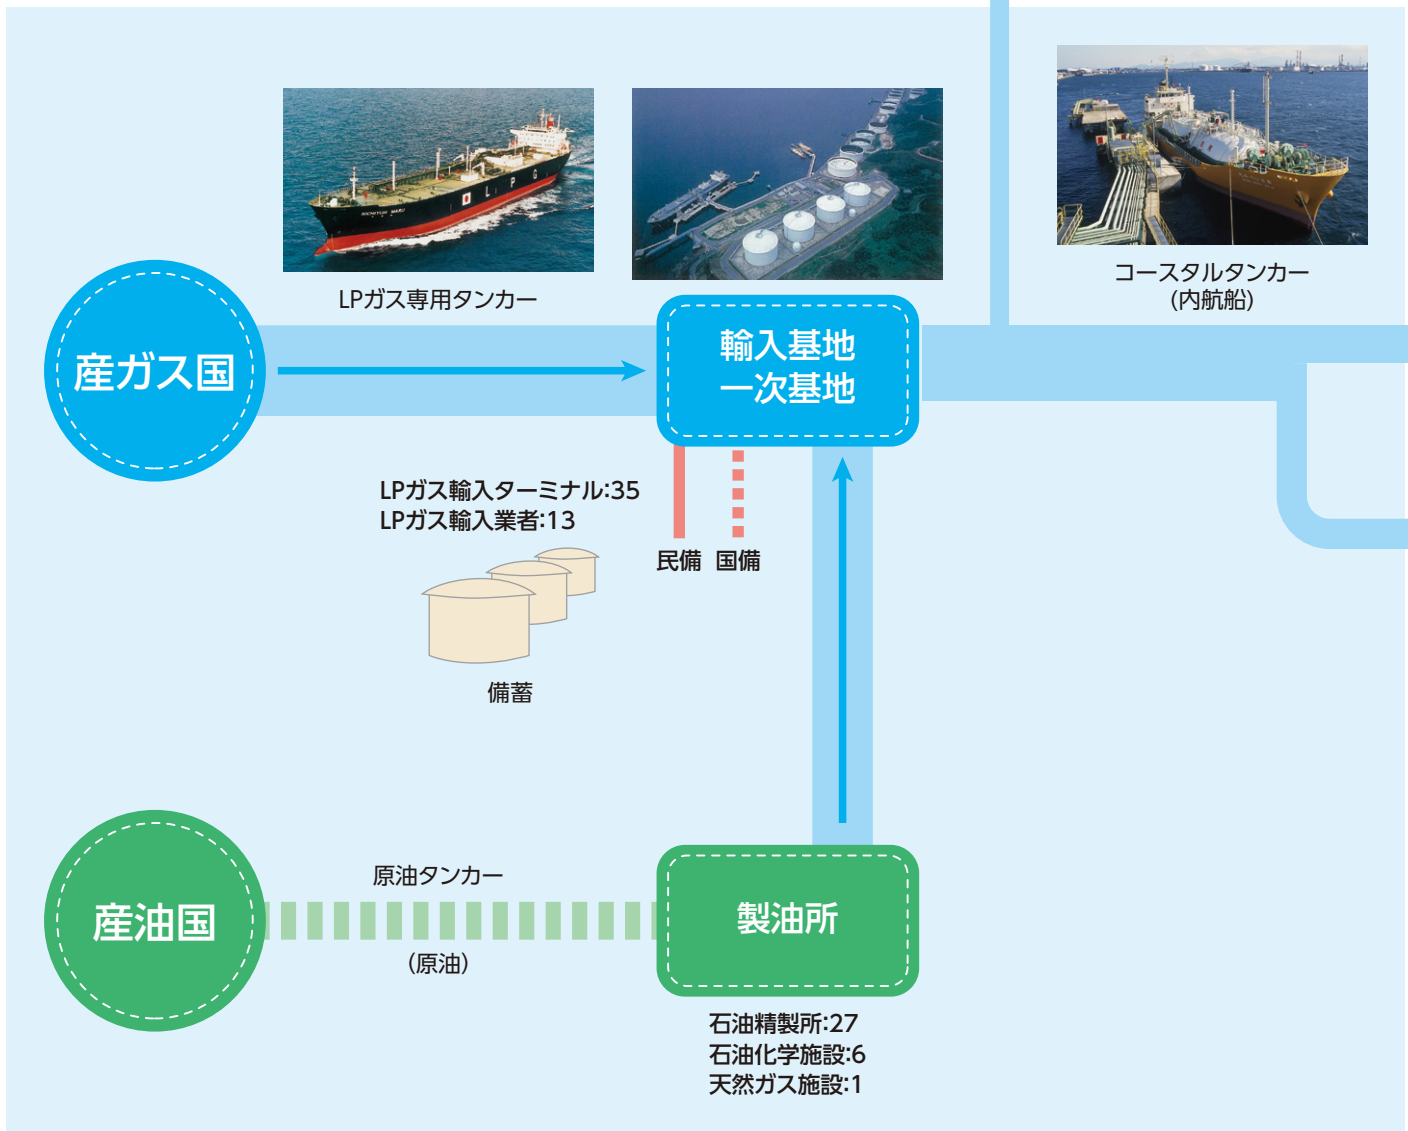 LPガス専用タンカー
コースタルタンカー
(内航船)
産ガス国
輸入基地
一次基地
LPガス輸入ターミナル:35
LPガス輸入業者:13
民備 国備
備蓄
原油タンカー
産油国
製油所
(原油)
石油精製所:27
石油化学施設:6
天然ガス施設:1
LPG